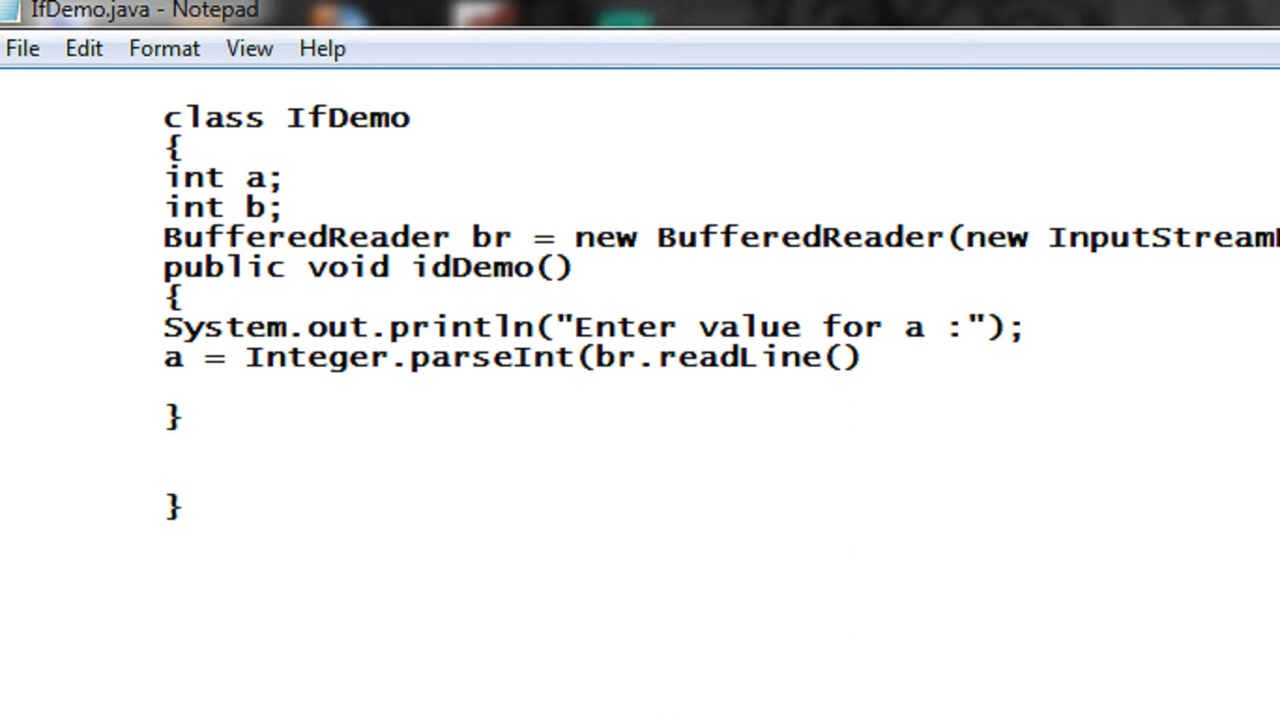 IfDemo.java - Notepad
File Edit Format View Help
class IfDemo
{
int a;
int b;
BufferedReader br = new BufferedReader(new InputStream
public void idDemo()
{
System.out.println("Enter value for a :");
a = Integer.parseInt(br.readLine()
}
}